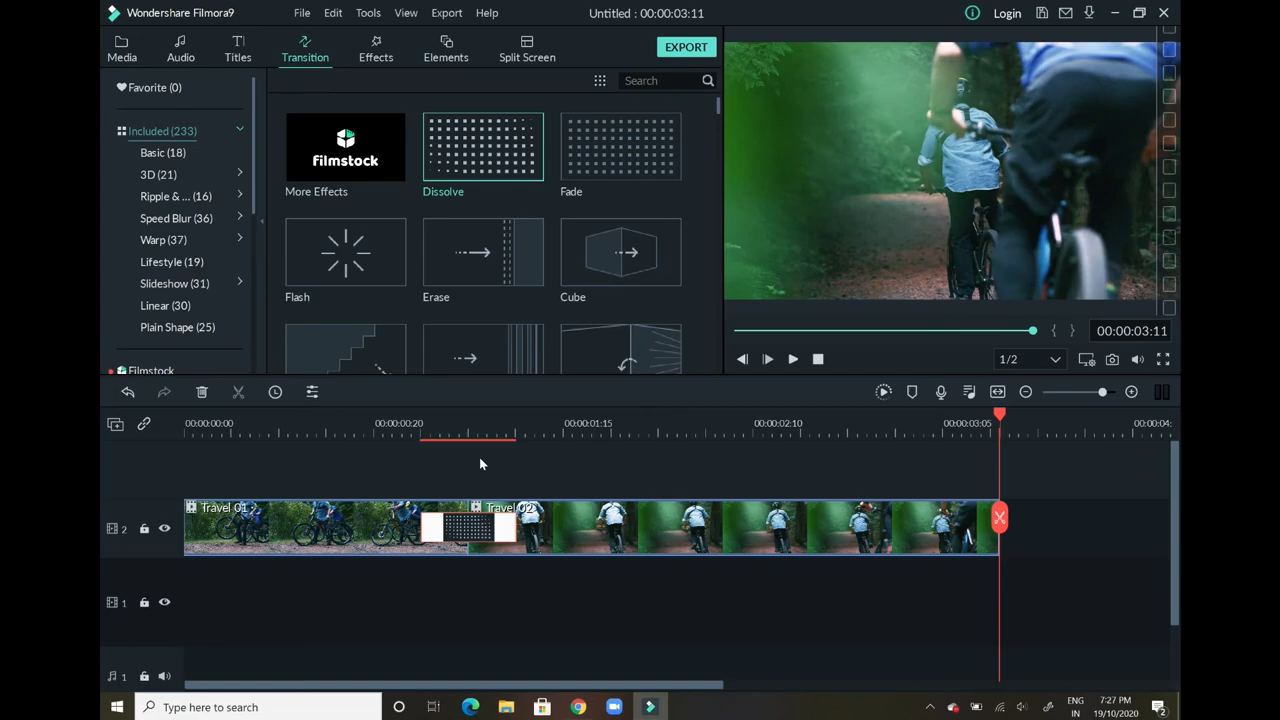 Wondershare Filmora9
File Edit Tools View Export Help
Untitled : 00:00:03:11
Login
Media Audio Titles Transition Effects Elements Split Screen
EXPORT
Favorite (0)
Search
Included (233)
Basic (18)
3D (21)
Ripple & ... (16)
Speed Blur (36)
Warp (37)
Lifestyle (19)
Slideshow (31)
Linear (30)
Plain Shape (25)
Filmstock
filmstock
More Effects Dissolve Fade
Flash Erase Cube
00:00:03:11
1/2
00:00:00:00 00:00:00:20 00:00:01:15 00:00:02:10 00:00:03:05 00:00:04:
Travel 01 Travel 02
2
1
1
Type here to search
ENG
IN
7:27 PM
19/10/2020
2